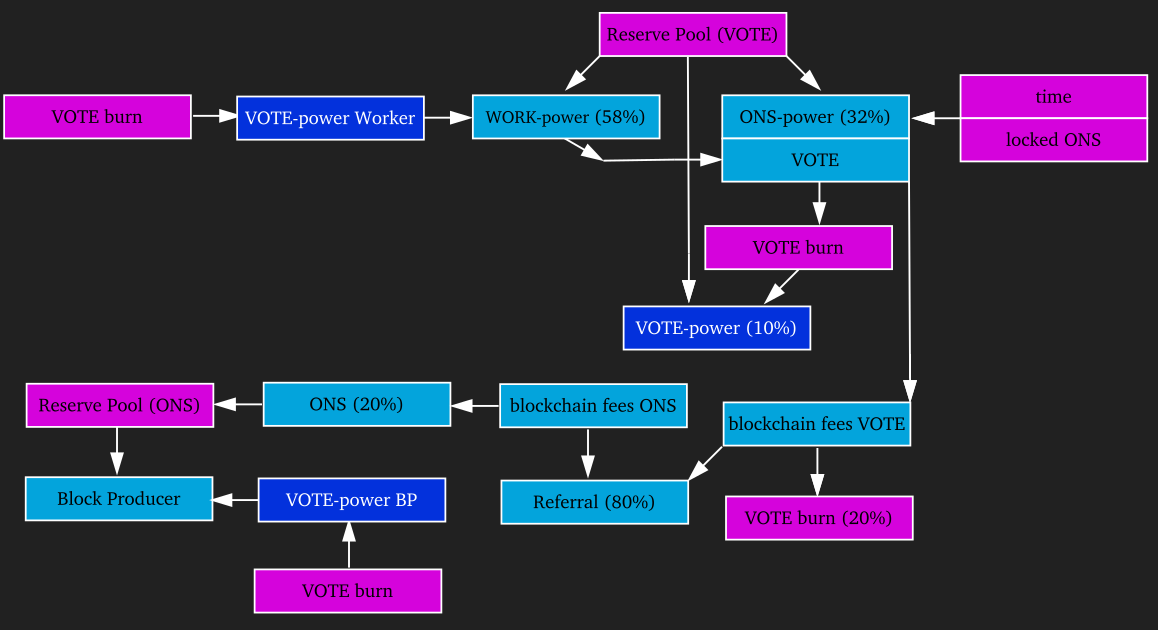 Reserve Pool (VOTE)
VOTE burn
VOTE-power Worker
WORK-power (58%)
ONS-power (32%)
time
locked ONS
VOTE
VOTE burn
VOTE-power (10%)
Reserve Pool (ONS)
ONS (20%)
blockchain fees ONS
blockchain fees VOTE
Block Producer
VOTE-power BP
Referral (80%)
VOTE burn (20%)
VOTE burn